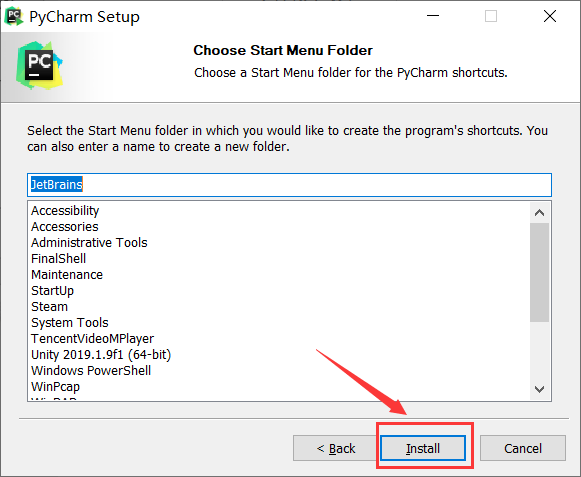 PyCharm Setup
PC
Choose Start Menu Folder
Choose a Start Menu folder for the PyCharm shortcuts.
Select the Start Menu folder in which you would like to create the program's shortcuts. You
can also enter a name to create a new folder.
JetBrains
Accessibility
Accessories
Administrative Tools
FinalShell
Maintenance
StartUp
Steam
System Tools
TencentVideoMPlayer
Unity 2019.1.9f1 (64-bit)
Windows PowerShell
WinPcap
< Back
Install
Cancel